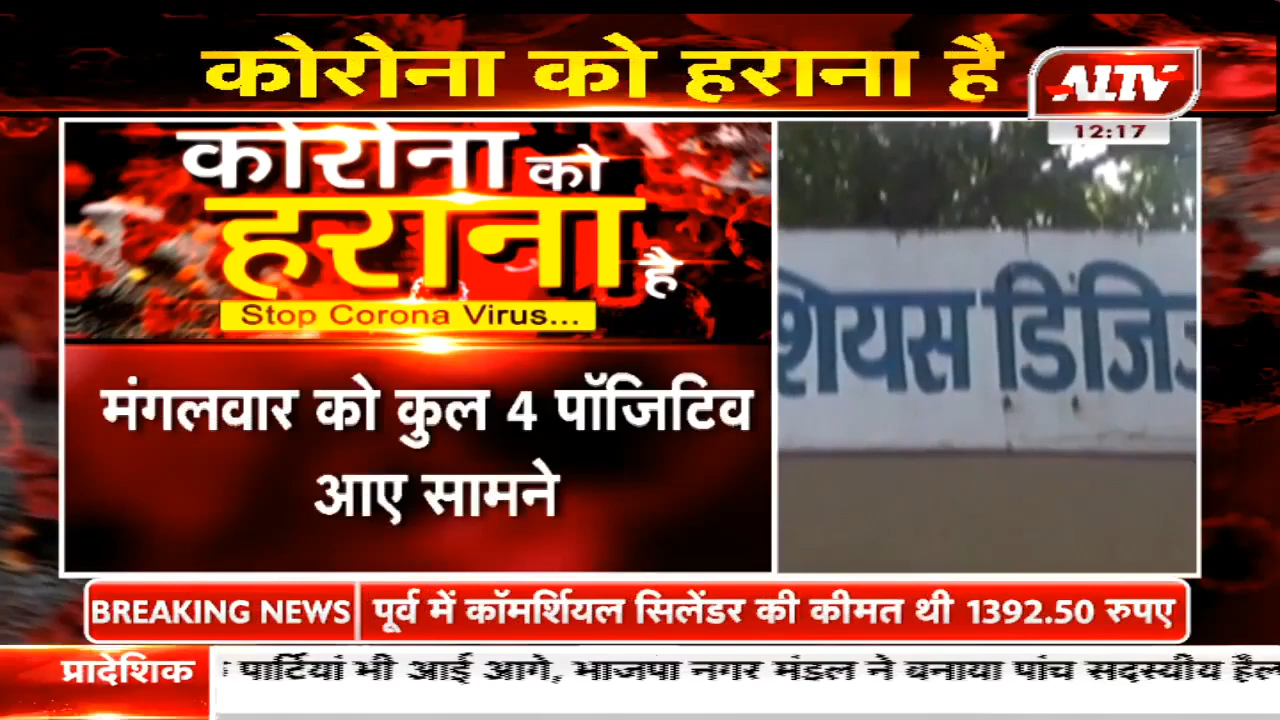 कोरोना को हराना है
ALTV
12:17
कोरोना को
हराना है
Stop Corona Virus...
मंगलवार को कुल 4 पॉजिटिव
आए सामने
BREAKING NEWS
पूर्व में कॉमर्शियल सिलेंडर की कीमत थी 1392.50 रुपए
प्रादेशिक
पार्टियां भी आई आगे, भाजपा नगर मंडल ने बनाया पांच सदस्यीय